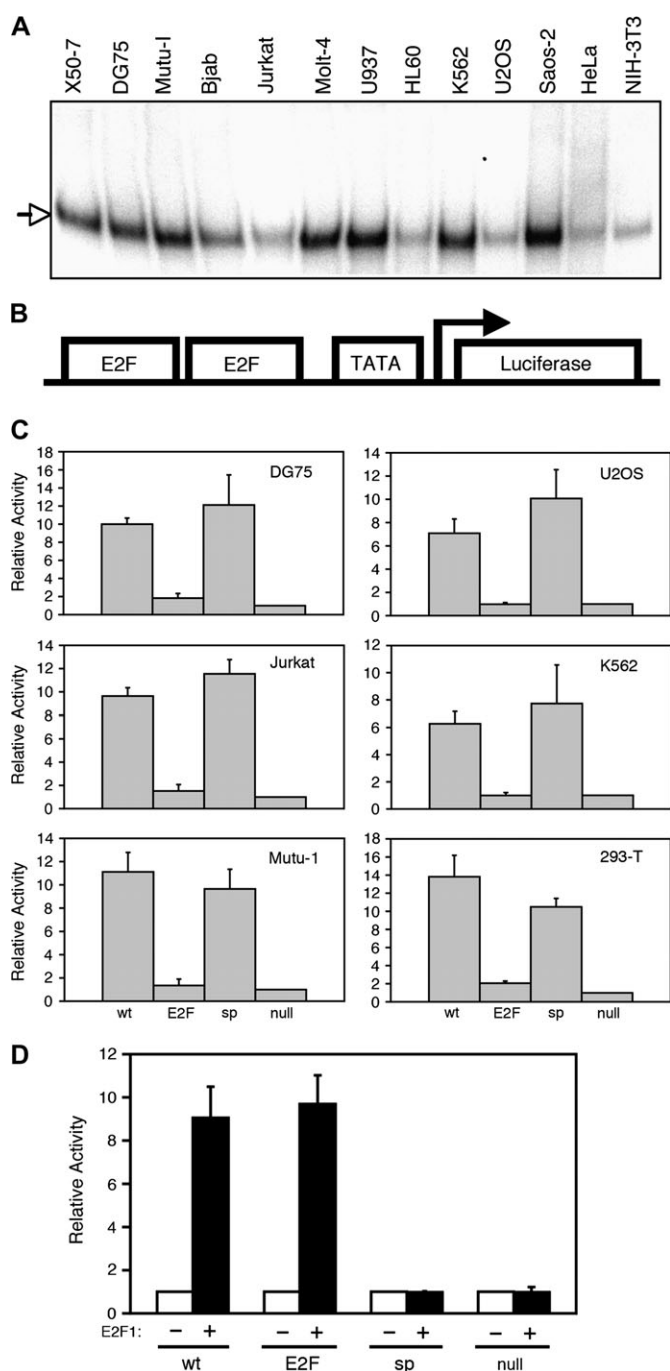 A
X50-7 DG75 Mutu-I Bjab Jurkat Molt-4 U937 HL60 K562 U2OS Saos-2 HeLa NIH-3T3
B
E2F E2F TATA Luciferase
C
Relative Activity
18
16
14
12
10
8
6
4
2
0
DG75
14
12
10
8
6
4
2
0
U2OS
Relative Activity
14
12
10
8
6
4
2
0
Jurkat
12
10
8
6
4
2
0
K562
Relative Activity
14
12
10
8
6
4
2
0
Mutu-1
wt E2F sp null
18
16
14
12
10
8
6
4
2
0
293-T
wt E2F sp null
D
Relative Activity
12
10
8
6
4
2
0
E2F1: − + − + − + − +
wt E2F sp null